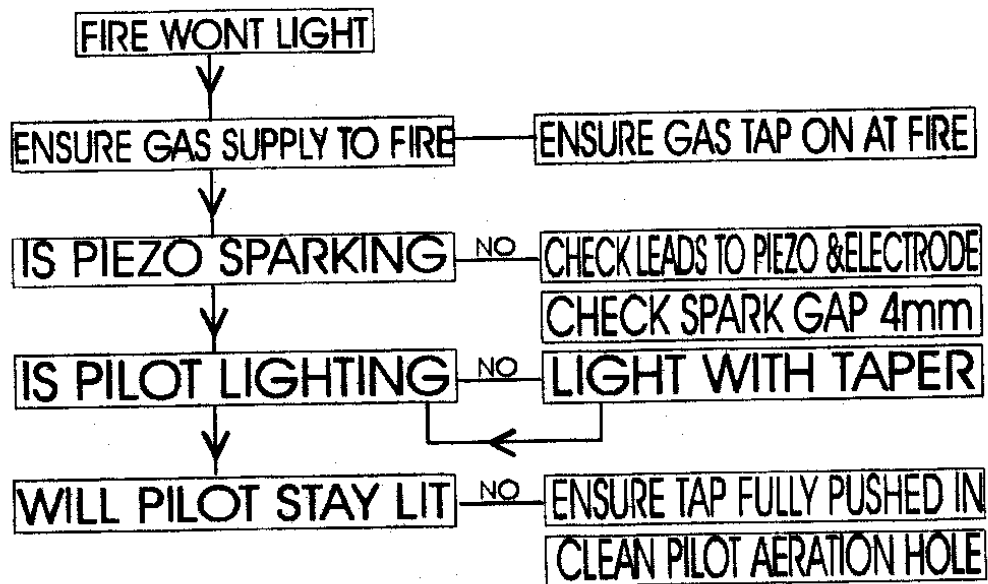 FIRE WONT LIGHT
ENSURE GAS SUPPLY TO FIRE
ENSURE GAS TAP ON AT FIRE
IS PIEZO SPARKING
NO
CHECK LEADS TO PIEZO &ELECTRODE
CHECK SPARK GAP 4mm
IS PILOT LIGHTING
NO
LIGHT WITH TAPER
WILL PILOT STAY LIT
NO
ENSURE TAP FULLY PUSHED IN
CLEAN PILOT AERATION HOLE